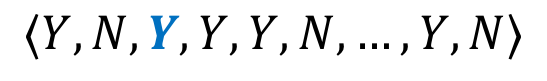 ⟨Y, N, Y, Y, Y, N, … , Y, N⟩